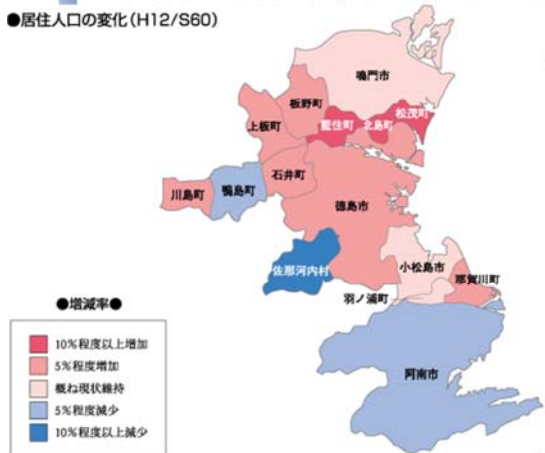 ●居住人口の変化(H12/S60)
鳴門市
松茂町
板野町
藍住町
北島町
上板町
石井町
川島町
鴨島町
徳島市
佐那河内村
小松島市
那賀川町
羽ノ浦町
阿南市
●増減率●
10%程度以上増加
5%程度増加
概ね現状維持
5%程度減少
10%程度以上減少